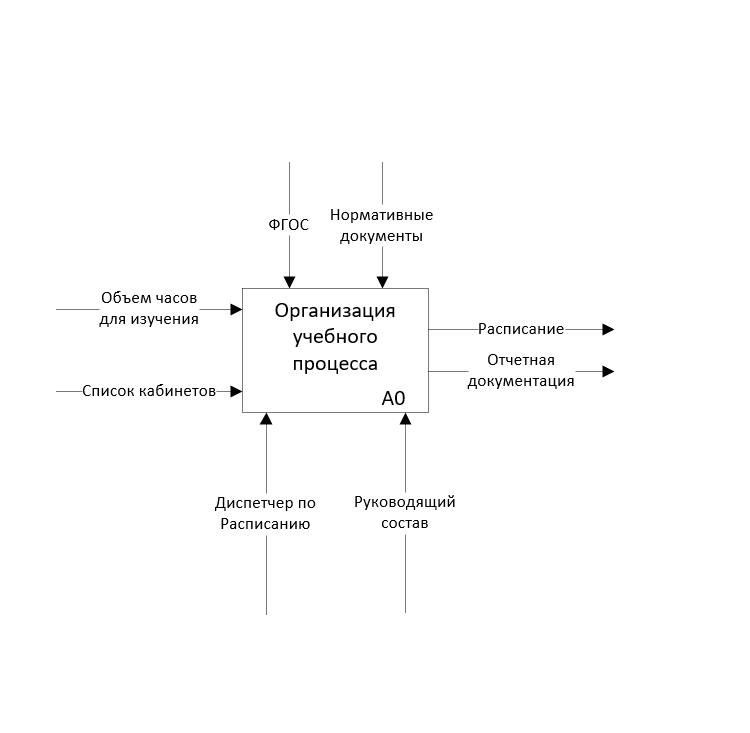 ФГОС
Нормативные
документы
Объем часов
для изучения
Список кабинетов
Организация
учебного
процесса
А0
Расписание
Отчетная
документация
Диспетчер по
Расписанию
Руководящий
состав